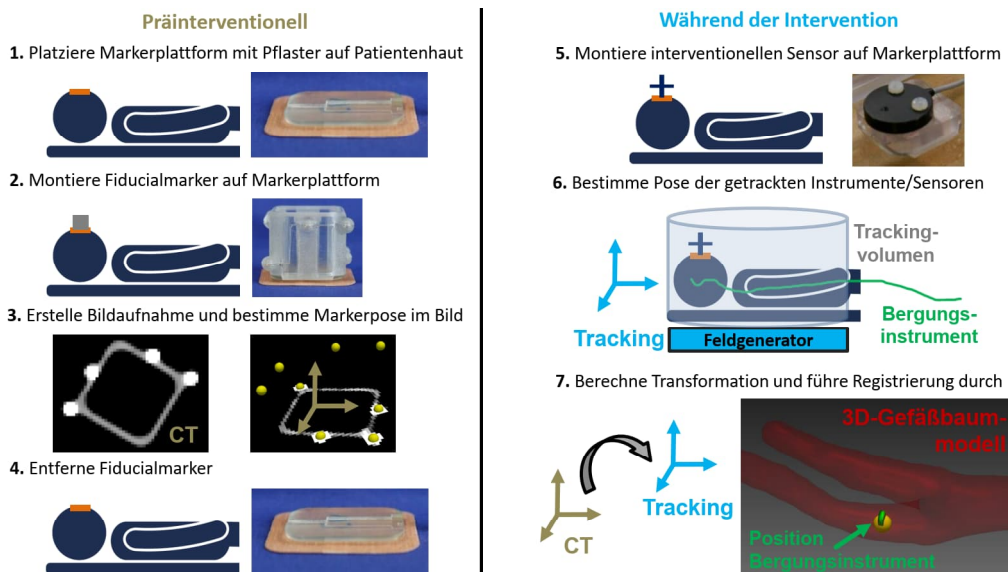 Präinterventionell
1. Platziere Markerplattform mit Pflaster auf Patientenhaut
2. Montiere Fiducialmarker auf Markerplattform
3. Erstelle Bildaufnahme und bestimme Markerpose im Bild
CT
4. Entferne Fiducialmarker
Während der Intervention
5. Montiere interventionellen Sensor auf Markerplattform
6. Bestimme Pose der getrackten Instrumente/Sensoren
Tracking-
volumen
Bergungs-
instrument
Tracking
Feldgenerator
7. Berechne Transformation und führe Registrierung durch
3D-Gefäßbaum-
modell
Tracking
CT
Position
Bergungsinstrument